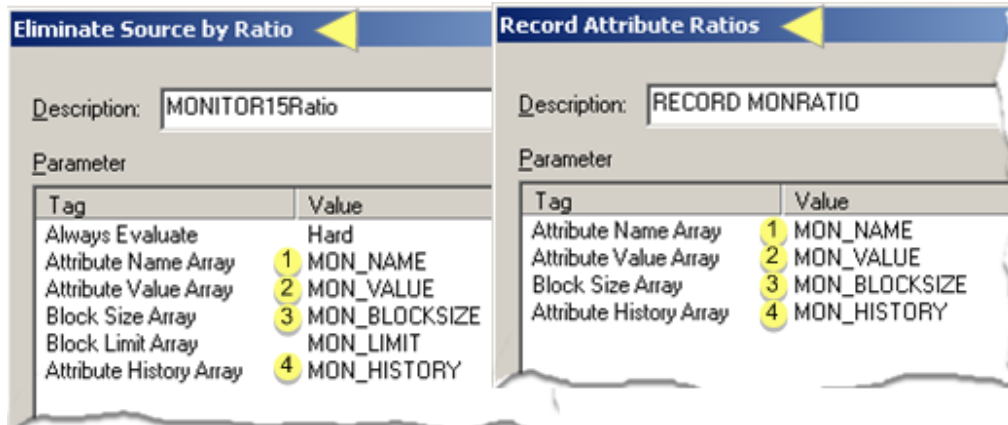 Eliminate Source by Ratio
Description: MONITOR15Ratio
Parameter
Tag Value
Always Evaluate Hard
Attribute Name Array 1 MON_NAME
Attribute Value Array 2 MON_VALUE
Block Size Array 3 MON_BLOCKSIZE
Block Limit Array MON_LIMIT
Attribute History Array 4 MON_HISTORY
Record Attribute Ratios
Description: RECORD MONRATIO
Parameter
Tag Value
Attribute Name Array 1 MON_NAME
Attribute Value Array 2 MON_VALUE
Block Size Array 3 MON_BLOCKSIZE
Attribute History Array 4 MON_HISTORY